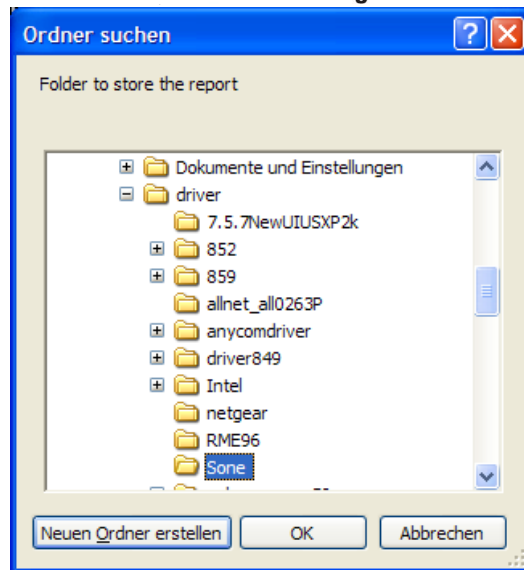 Ordner suchen
Folder to store the report
Dokumente und Einstellungen
driver
7.5.7NewUIUSXP2k
852
859
allnet_all0263P
anycomdriver
driver849
Intel
netgear
RME96
Sone
Neuen Ordner erstellen OK Abbrechen